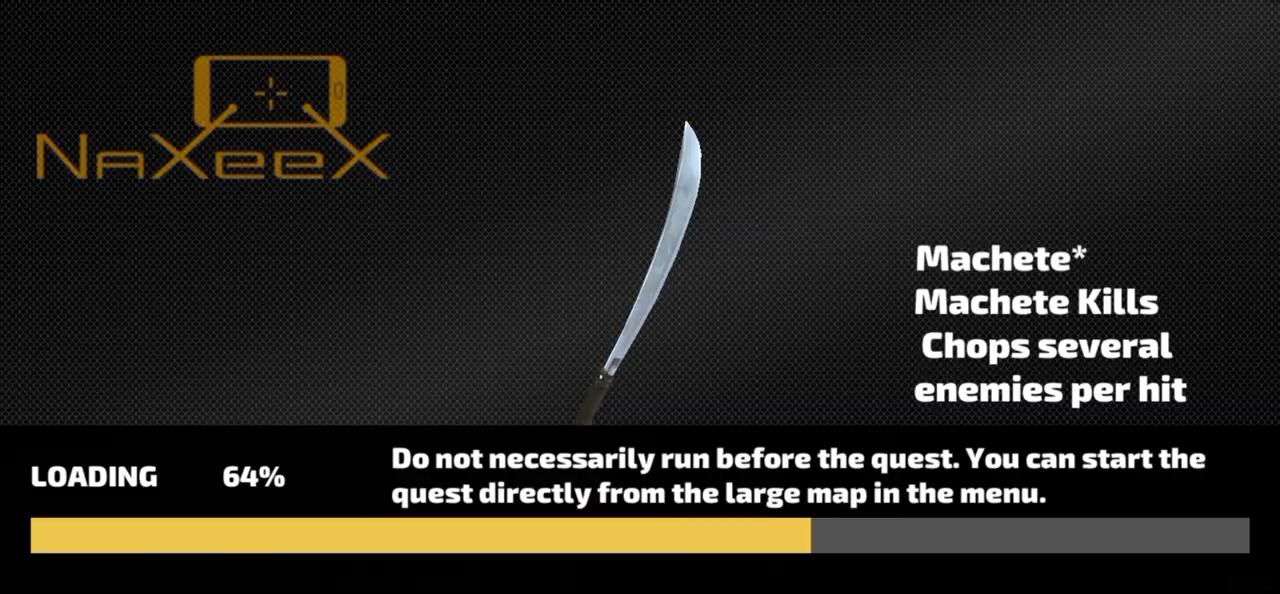 NaXeeX
Machete*
Machete Kills
Chops several
enemies per hit
LOADING 64%
Do not necessarily run before the quest. You can start the
quest directly from the large map in the menu.